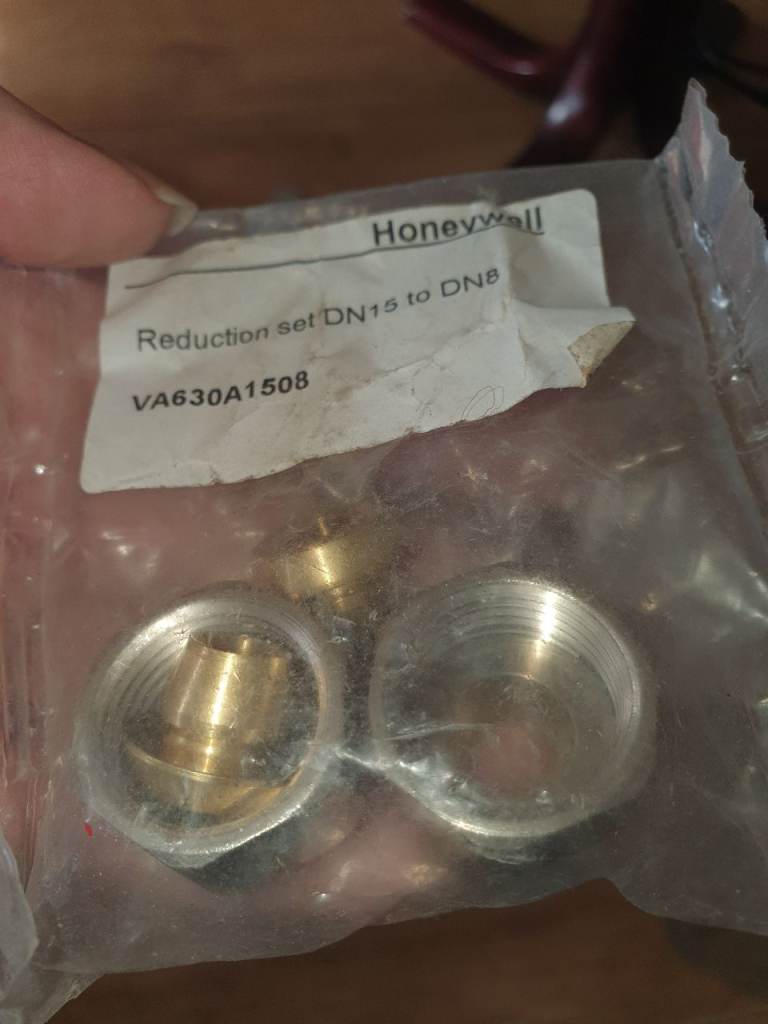 Honeywell
Reduction set DN15 to DN8
VA630A1508